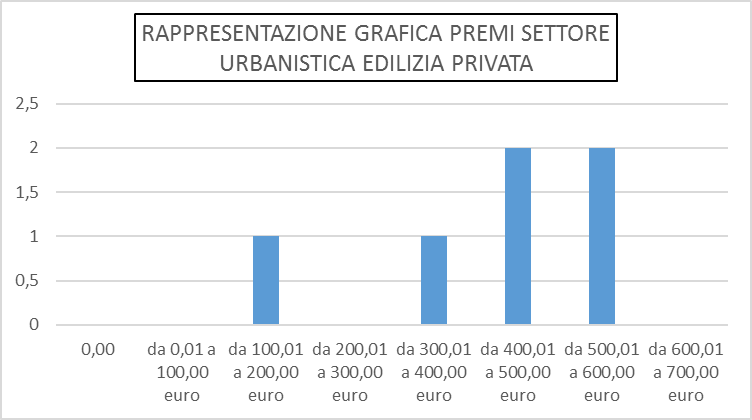 RAPPRESENTAZIONE GRAFICA PREMI SETTORE
URBANISTICA EDILIZIA PRIVATA
2,5
2
1,5
1
0,5
0
0,00
da 0,01 a
100,00
euro
da 100,01
a 200,00
euro
da 200,01
a 300,00
euro
da 300,01
a 400,00
euro
da 400,01
a 500,00
euro
da 500,01
a 600,00
euro
da 600,01
a 700,00
euro